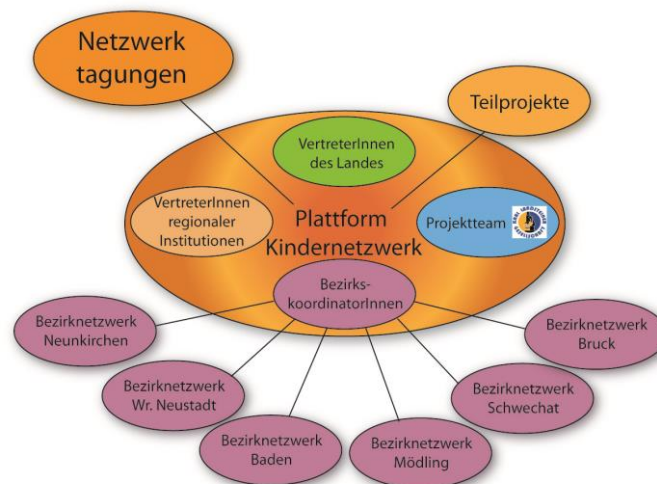 Netzwerk
tagungen
Teilprojekte
VertreterInnen
des Landes
VertreterInnen
regionaler
Institutionen
Plattform
Kindernetzwerk
Projektteam
Bezirks-
koordinatorInnen
Bezirknetzwerk
Neunkirchen
Bezirknetzwerk
Bruck
Bezirknetzwerk
Wr. Neustadt
Bezirknetzwerk
Schwechat
Bezirknetzwerk
Baden
Bezirknetzwerk
Mödling